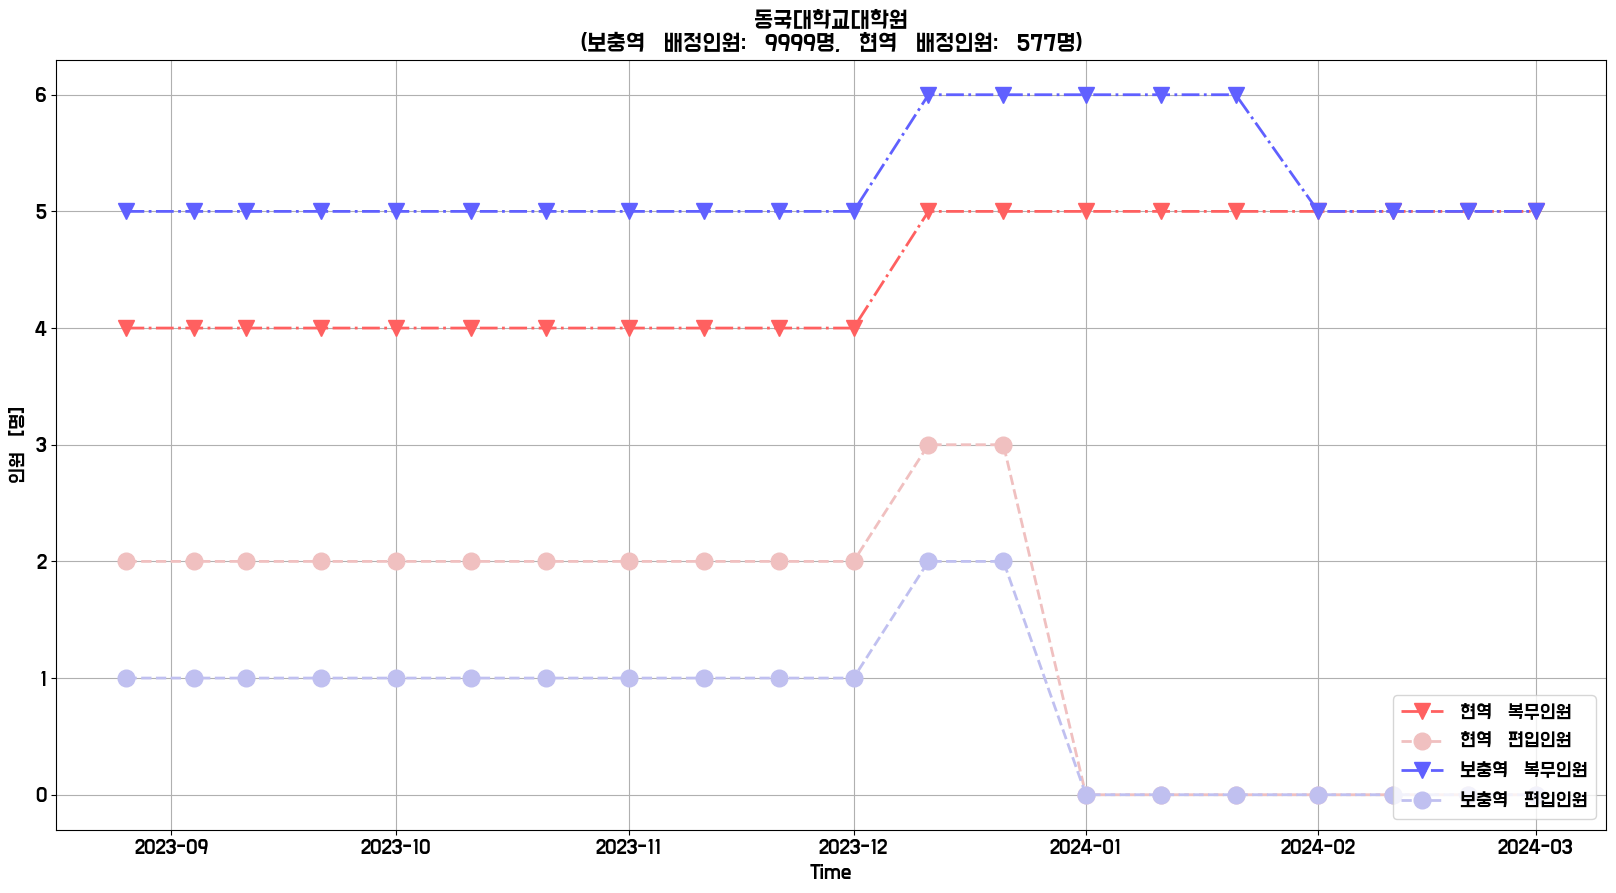 동국대학교대학원
(보충역 배정인원: 9999명, 현역 배정인원: 577명)
6
5
4
3
2
1
0
인원 [명]
2023-09 2023-10 2023-11 2023-12 2024-01 2024-02 2024-03
Time
현역 복무인원
현역 편입인원
보충역 복무인원
보충역 편입인원